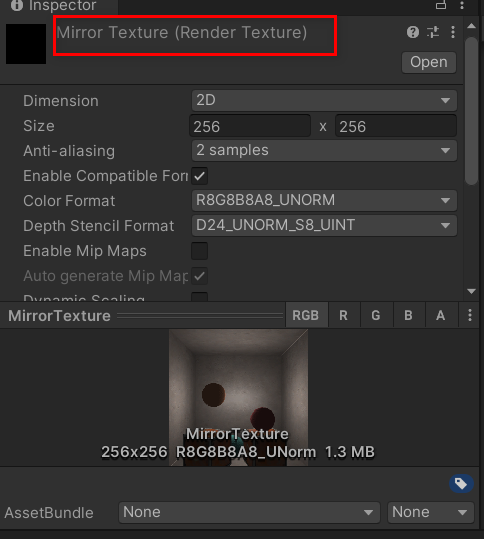 Inspector
Mirror Texture (Render Texture)
Open
Dimension 2D
Size 256 x 256
Anti-aliasing 2 samples
Enable Compatible For
Color Format R8G8B8A8_UNORM
Depth Stencil Format D24_UNORM_S8_UINT
Enable Mip Maps
Auto generate Mip Map
Dynamic Scaling
MirrorTexture RGB R G B A
MirrorTexture
256x256 R8G8B8A8_UNorm 1.3 MB
AssetBundle None None